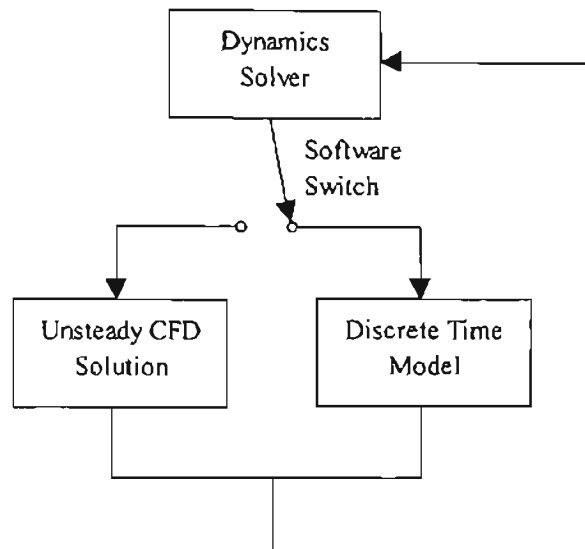 Dynamics
Solver
Software
Switch
Unsteady CFD
Solution
Discrete Time
Model